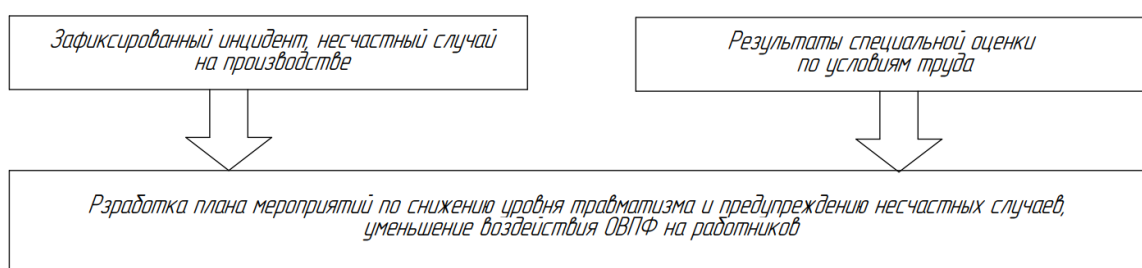 Зафиксированный инцидент, несчастный случай
на производстве
Результаты специальной оценки
по условиям труда
Рзработка плана мероприятий по снижению уровня травматизма и предупреждению несчастных случаев,
уменьшение воздействия ОВПФ на работников